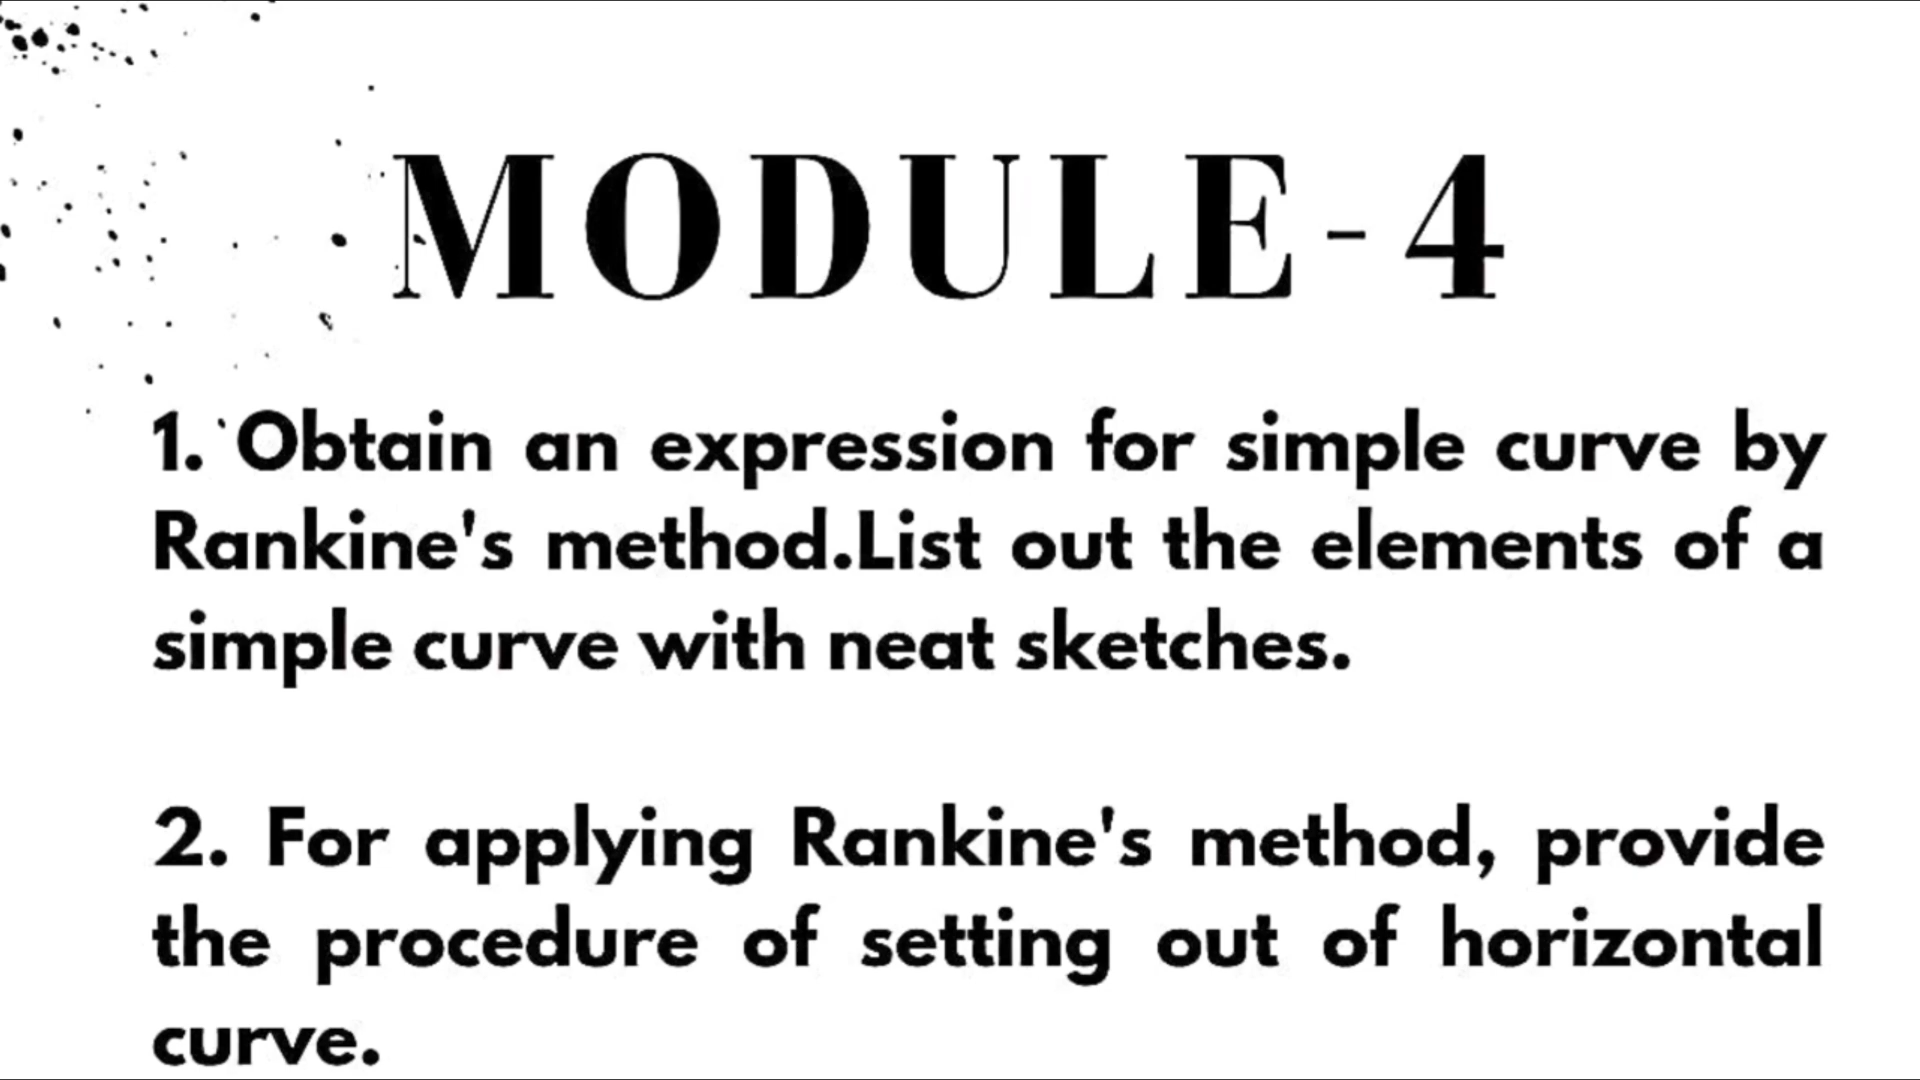 MODULE-4
1. Obtain an expression for simple curve by
Rankine's method.List out the elements of a
simple curve with neat sketches.
2. For applying Rankine's method, provide
the procedure of setting out of horizontal
curve.